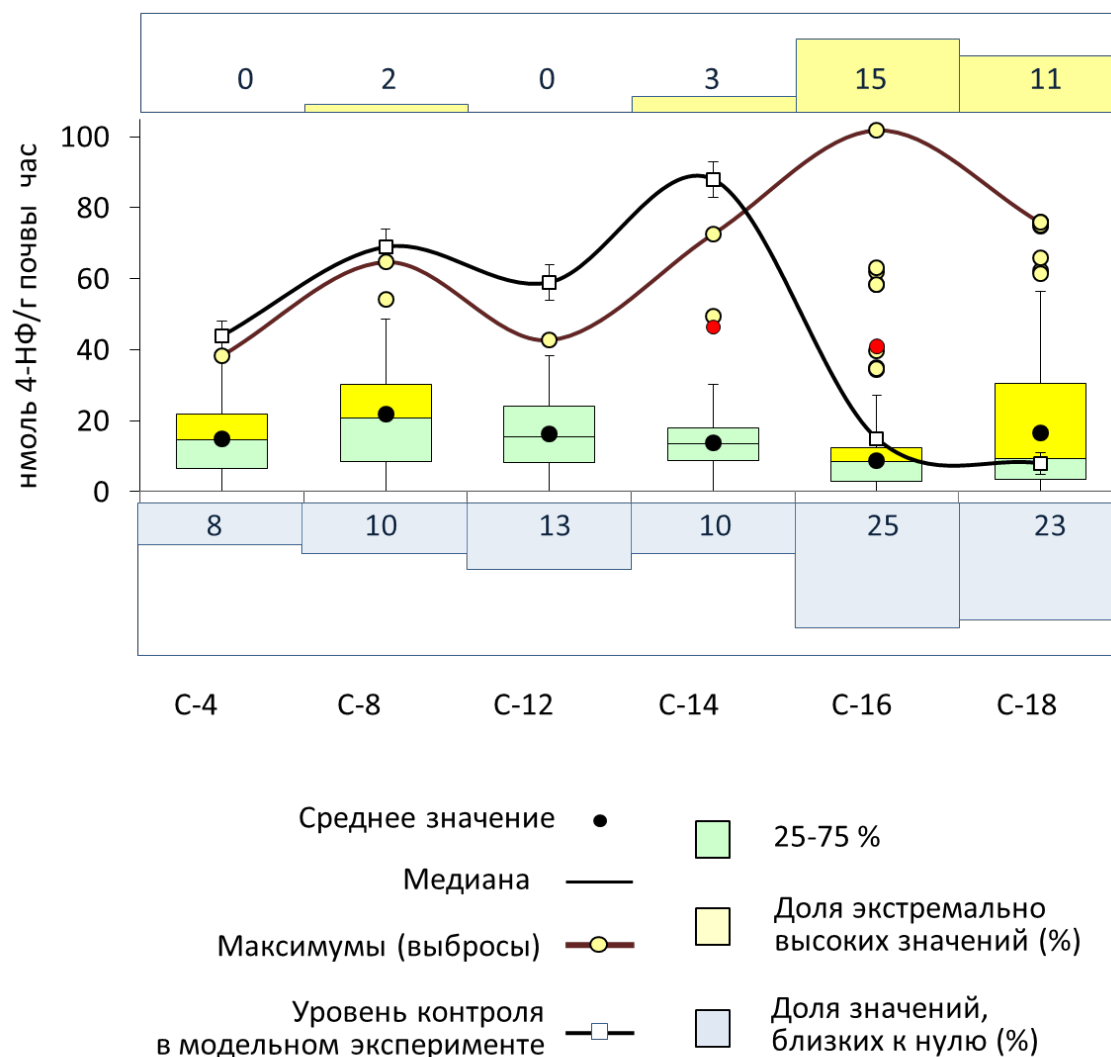 0 2 0 3 15 11
нмоль 4-НФ/г почвы час
100
80
60
40
20
0
8 10 13 10 25 23
С-4 С-8 С-12 С-14 С-16 С-18
Среднее значение
Медиана
Максимумы (выбросы)
Уровень контроля
в модельном эксперименте
25-75 %
Доля экстремально
высоких значений (%)
Доля значений,
близких к нулю (%)